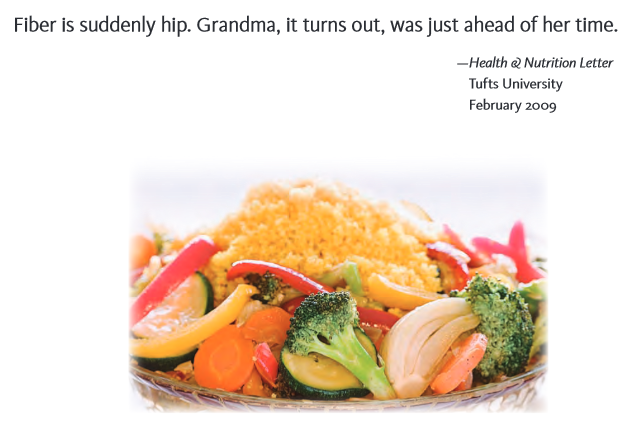 Fiber is suddenly hip. Grandma, it turns out, was just ahead of her time.
—Health & Nutrition Letter
Tufts University
February 2009